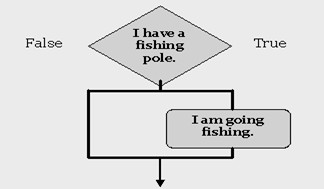 I have a
fishing
pole.
False
True
I am going
fishing.